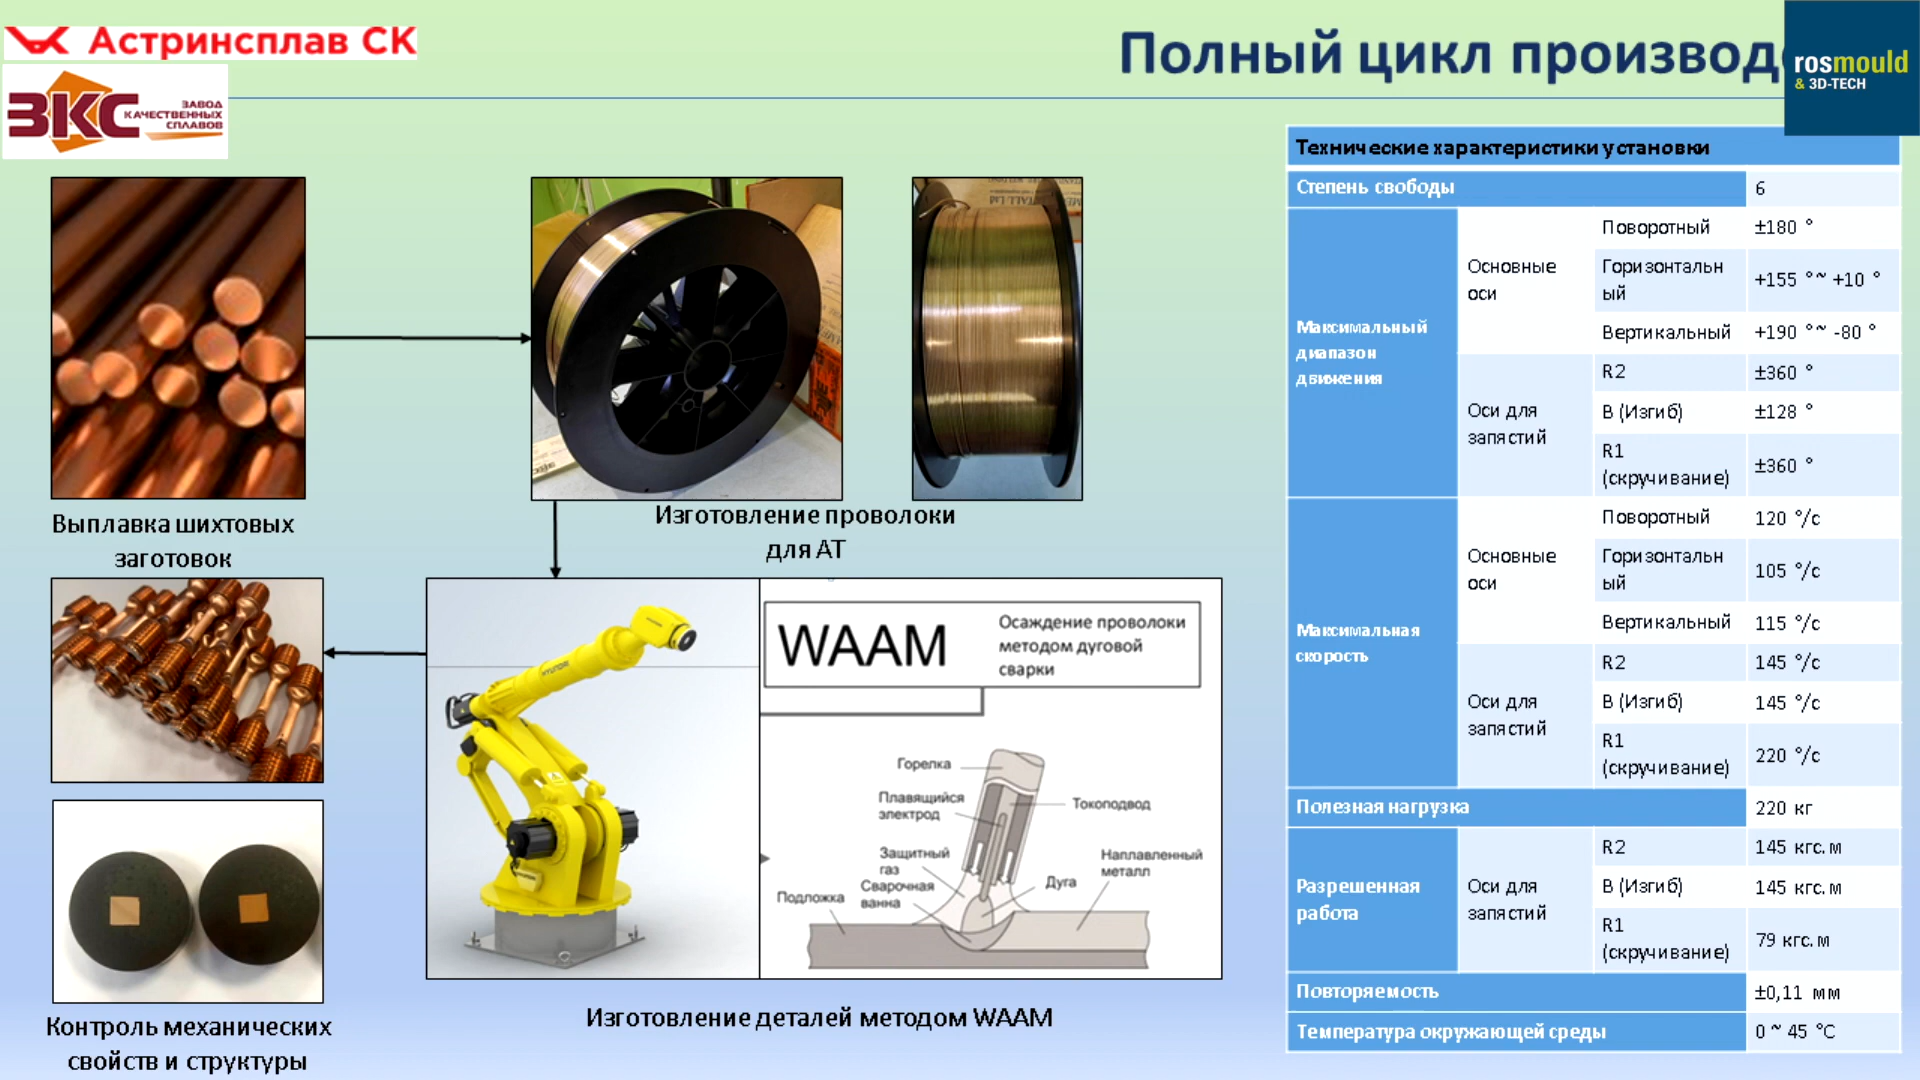 Астринсплав СК
Полный цикл производ
rosmould
& 3D-TECH
ЗКС
ЗАВОД
КАЧЕСТВЕННЫХ
СПЛАВОВ
Выплавка шихтовых
заготовок
Изготовление проволоки
для АТ
WAAM
Осаждение проволоки
методом дуговой
сварки
HYUNDAI
Горелка
Плавящийся
электрод
Токоподвод
Защитный
газ
Сварочная
ванна
Дуга
Наплавленный
металл
Подложка
Изготовление деталей методом WAAM
Контроль механических
свойств и структуры
Технические характеристики установки
Степень свободы 6
Максимальный
диапазон
движения
Основные
оси
Поворотный ±180 °
Горизонтальн
ый
+155 °~ +10 °
Вертикальный +190 °~ -80 °
Оси для
запястий
R2 ±360 °
B (Изгиб) ±128 °
R1
(скручивание)
±360 °
Максимальная
скорость
Основные
оси
Поворотный 120 °/с
Горизонтальн
ый
105 °/с
Вертикальный 115 °/с
Оси для
запястий
R2 145 °/с
B (Изгиб) 145 °/с
R1
(скручивание)
220 °/с
Полезная нагрузка 220 кг
Разрешенная
работа
Оси для
запястий
R2 145 кгс.м
B (Изгиб) 145 кгс.м
R1
(скручивание)
79 кгс.м
Повторяемость ±0,11 мм
Температура окружающей среды 0 ~ 45 °C